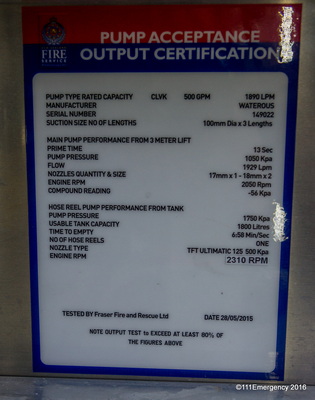 FIRE
SERVICE
PUMP ACCEPTANCE
OUTPUT CERTIFICATION
PUMP TYPE RATED CAPACITY CLVK 500 GPM 1890 LPM
MANUFACTURER WATEROUS
SERIAL NUMBER 149022
SUCTION SIZE NO OF LENGTHS 100mm Dia x 3 Lengths
MAIN PUMP PERFORMANCE FROM 3 METER LIFT
PRIME TIME 13 Sec
PUMP PRESSURE 1050 Kpa
FLOW 1929 Lpm
NOZZLES QUANTITY & SIZE 17mm x 1 - 18mm x 2
ENGINE RPM 2050 Rpm
COMPOUND READING -56 Kpa
HOSE REEL PUMP PERFORMANCE FROM TANK
PUMP PRESSURE 1750 Kpa
USABLE TANK CAPACITY 1800 Litres
TIME TO EMPTY 6:58 Min/Sec
NO OF HOSE REELS ONE
NOZZLE TYPE TFT ULTIMATIC 125 500 Kpa
ENGINE RPM 2310 RPM
TESTED BY Fraser Fire and Rescue Ltd DATE 28/05/2015
NOTE OUTPUT TEST to EXCEED AT LEAST 80% OF
THE FIGURES ABOVE
©111Emergency 2016